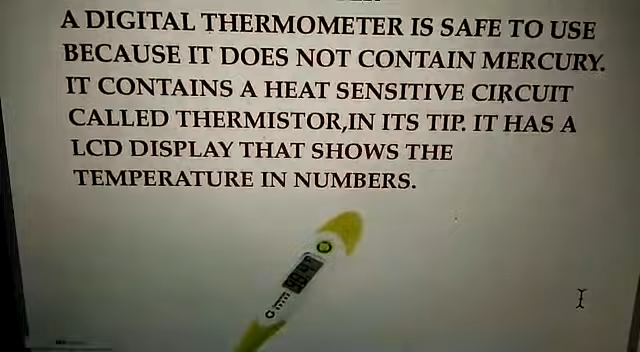 A DIGITAL THERMOMETER IS SAFE TO USE
BECAUSE IT DOES NOT CONTAIN MERCURY.
IT CONTAINS A HEAT SENSITIVE CIRCUIT
CALLED THERMISTOR,IN ITS TIP. IT HAS A
LCD DISPLAY THAT SHOWS THE
TEMPERATURE IN NUMBERS.